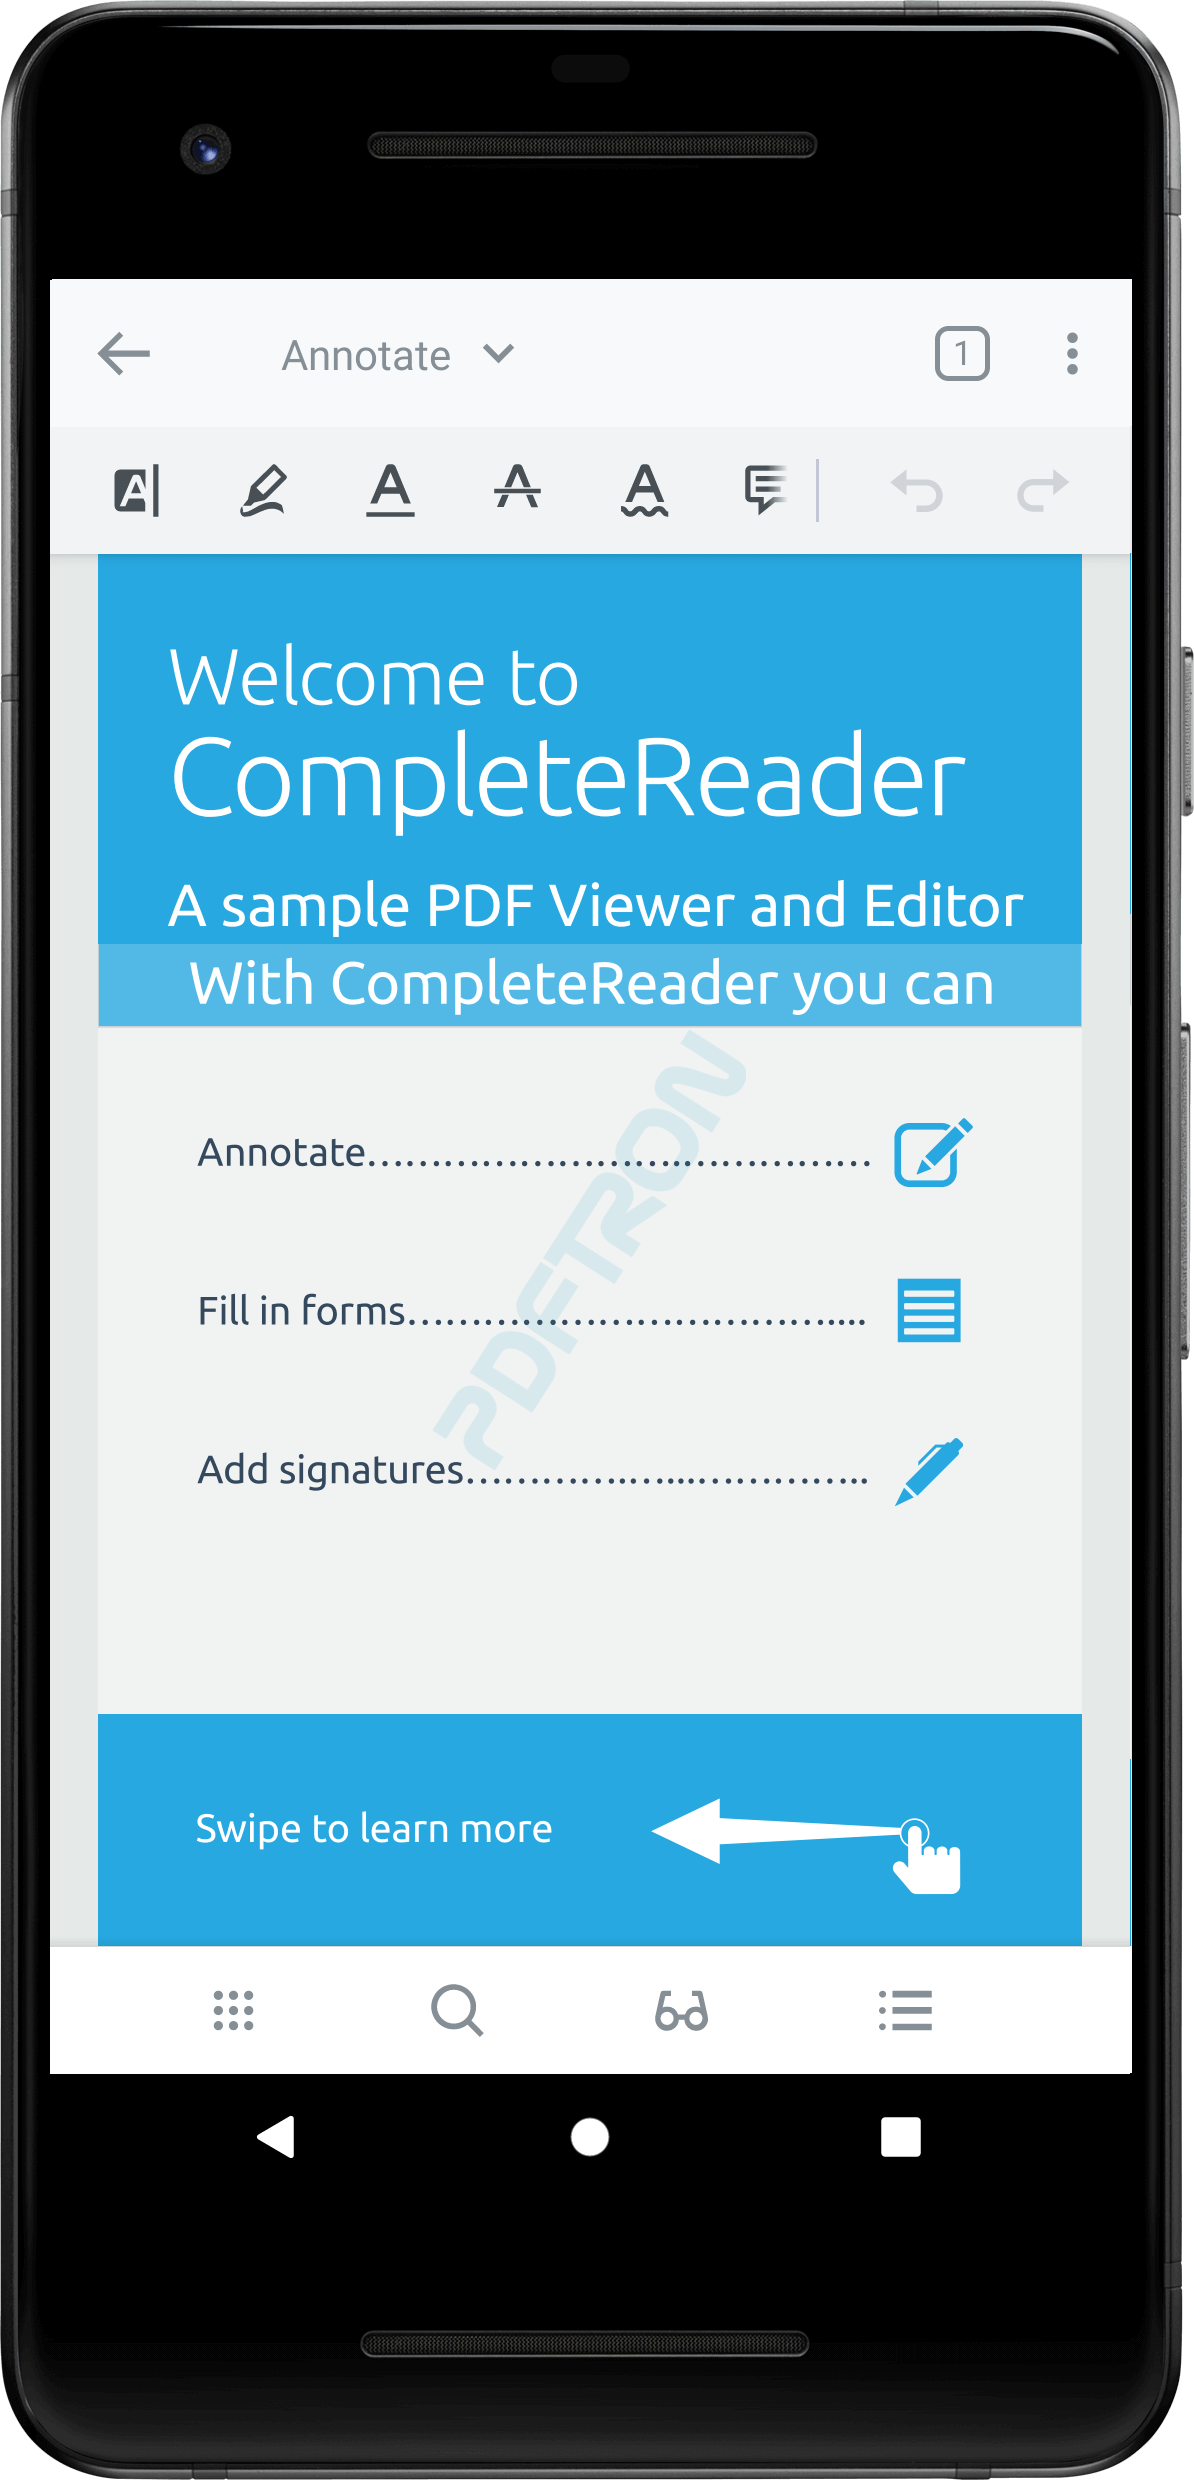 Annotate
1
Welcome to
CompleteReader
A sample PDF Viewer and Editor
With CompleteReader you can
PDFTRON
Annotate.......................................
Fill in forms....................................
Add signatures................................
Swipe to learn more